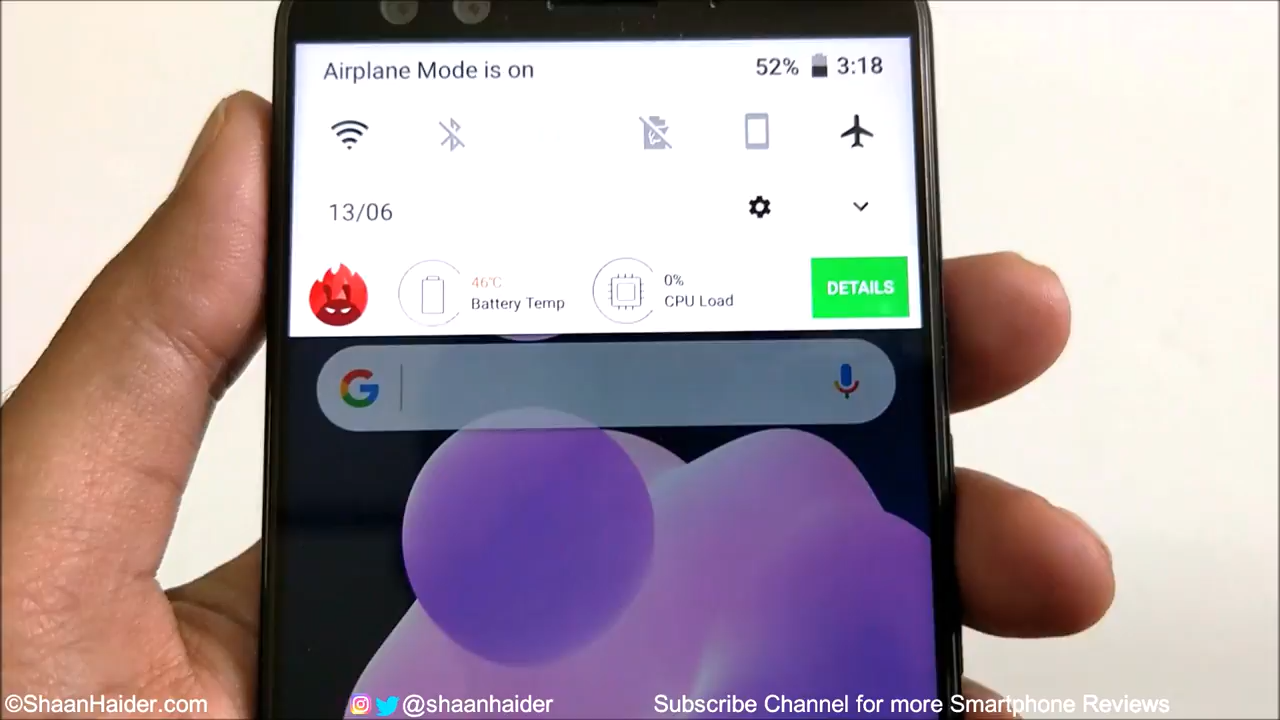 Airplane Mode is on 52% 3:18
13/06
46°C
Battery Temp
0%
CPU Load
DETAILS
G
©ShaanHaider.com @shaanhaider Subscribe Channel for more Smartphone Reviews